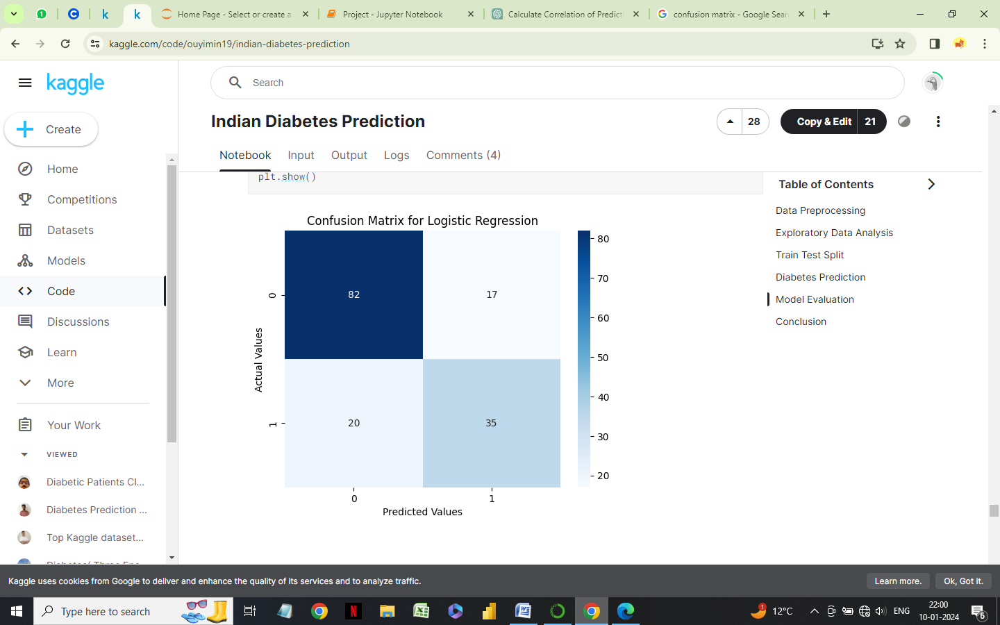 1
Home Page - Select or create a
Project - Jupyter Notebook
Calculate Correlation of Predict
confusion matrix - Google Sear
kaggle.com/code/ouyimin19/indian-diabetes-prediction
kaggle
Search
Create
Indian Diabetes Prediction
28
Copy & Edit 21
Notebook Input Output Logs Comments (4)
Home
Competitions
Datasets
Models
Code
Discussions
Learn
More
Your Work
VIEWED
Diabetic Patients Cl...
Diabetes Prediction ...
Top Kaggle dataset...
plt.show()
Confusion Matrix for Logistic Regression
82 17
20 35
Actual Values
0
1
0 1
Predicted Values
80
70
60
50
40
30
20
Table of Contents
Data Preprocessing
Exploratory Data Analysis
Train Test Split
Diabetes Prediction
Model Evaluation
Conclusion
Kaggle uses cookies from Google to deliver and enhance the quality of its services and to analyze traffic.
Learn more.
Ok, Got it.
Type here to search
1
12°C
ENG
22:00
10-01-2024
6